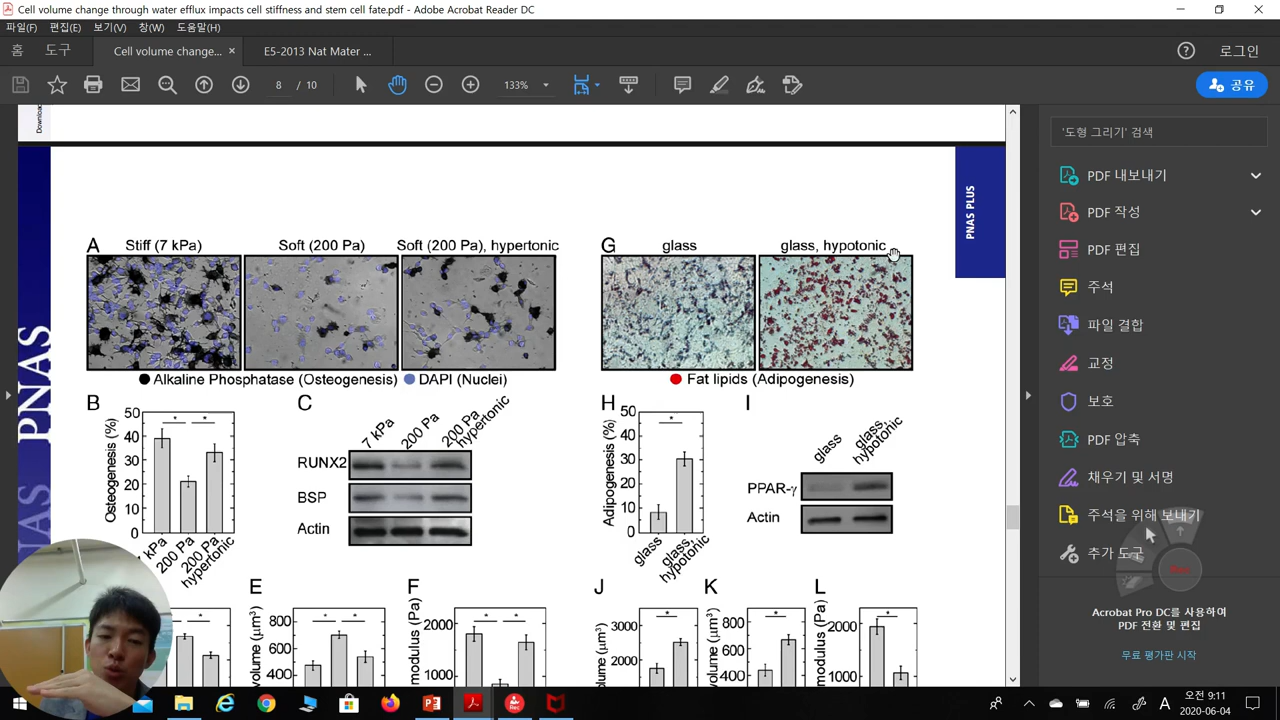 Cell volume change through water efflux impacts cell stiffness and stem cell fate.pdf - Adobe Acrobat Reader DC
파일(F) 편집(E) 보기(V) 창(W) 도움말(H)
홈 도구 Cell volume change... × E5-2013 Nat Mater ... ? 로그인
8 / 10 133% 공유
Downloac
'도형 그리기' 검색
PDF 내보내기
PDF 작성
PDF 편집
주석
파일 결합
교정
보호
PDF 압축
채우기 및 서명
주석을 위해 보내기
추가 도구
Acrobat Pro DC를 사용하여
PDF 전환 및 편집
무료 평가판 시작
PNAS PLUS
PNAS PNAS
A Stiff (7 kPa) Soft (200 Pa) Soft (200 Pa), hypertonic
Alkaline Phosphatase (Osteogenesis) DAPI (Nuclei)
G glass glass, hypotonic
Fat lipids (Adipogenesis)
B
Osteogenesis (%)
50
40
30
20
10
0
* *
kPa 200 Pa 200 Pa hypertonic
C
7 kPa 200 Pa 200 Pa hypertonic
RUNX2
BSP
Actin
H
Adipogenesis (%)
50
40
30
20
10
0
*
glass glass, hypotonic
I
glass glass, hypotonic
PPAR-γ
Actin
* *
E
volume (μm³)
800
600
400
* *
F
modulus (Pa)
2000
1000
* *
J
volume (μm³)
3000
2000
*
K
volume (μm³)
800
600
400
*
L
modulus (Pa)
2000
1000
*
A 오전 9:11
2020-06-04